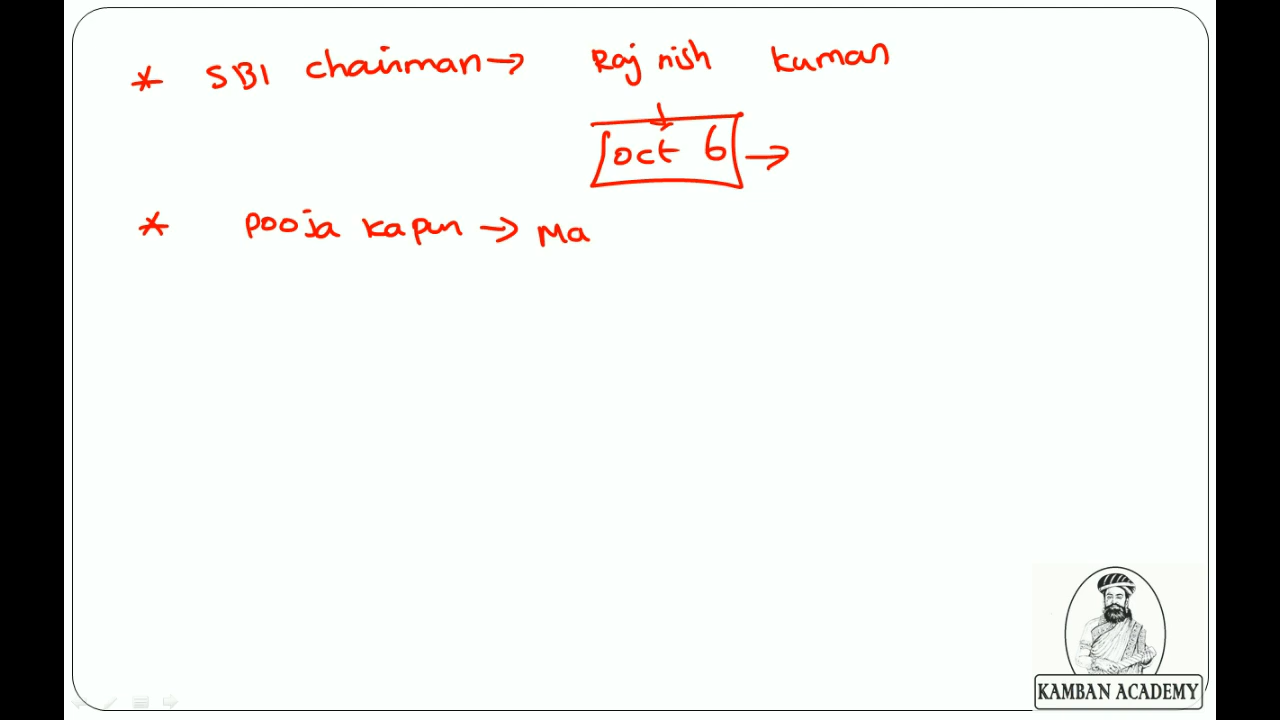 * SBI chairman → Rajnish kumar
oct 6 →
* pooja kapur → Ma
KAMBAN ACADEMY